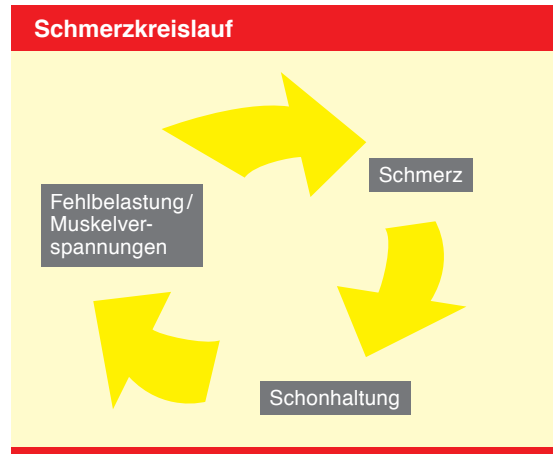 Schmerzkreislauf
Schmerz
Fehlbelastung/
Muskelver-
spannungen
Schonhaltung